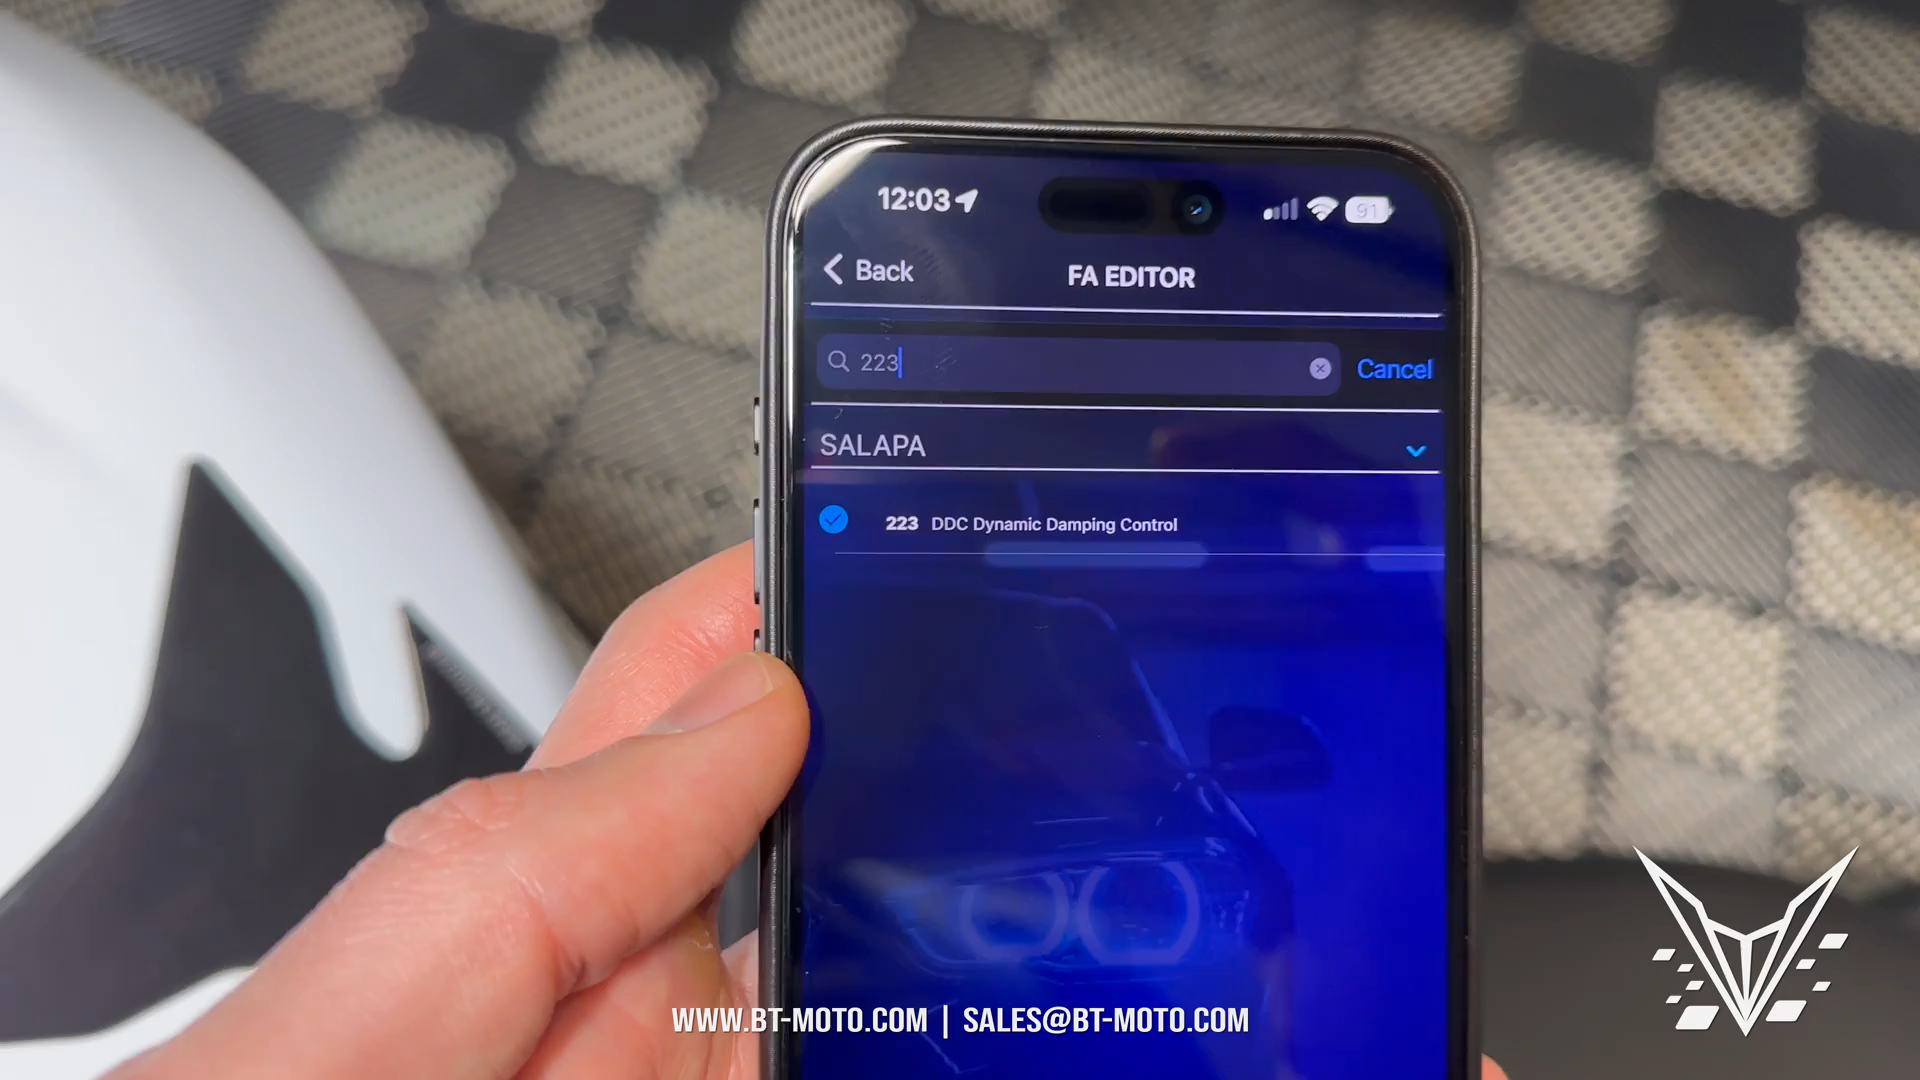 12:03
91
Back
FA EDITOR
223
Cancel
SALAPA
223 DDC Dynamic Damping Control
WWW.BT-MOTO.COM | SALES@BT-MOTO.COM